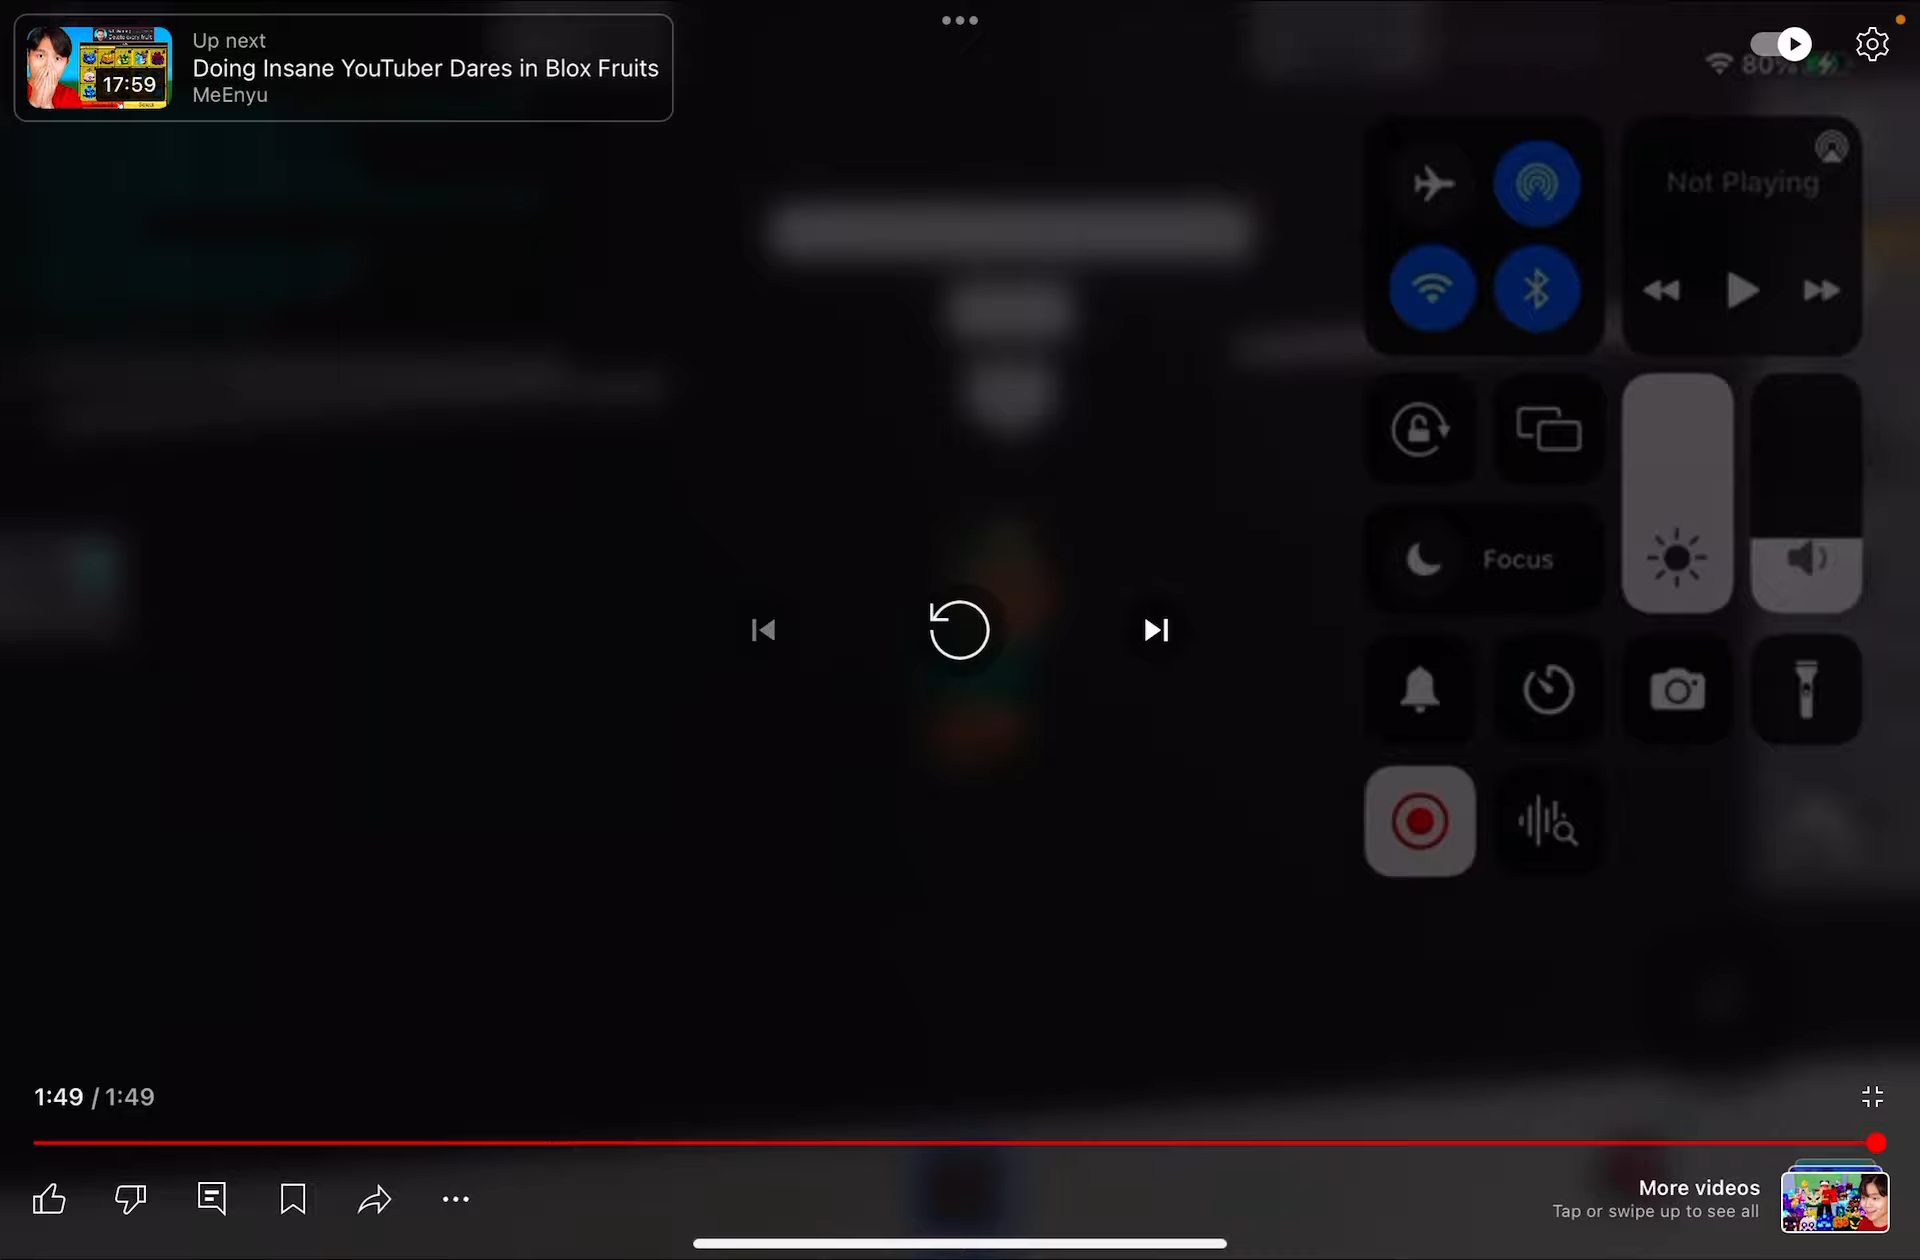 Up next
Doing Insane YouTuber Dares in Blox Fruits
MeEnyu
17:59
80%
Not Playing
Focus
1:49 / 1:49
More videos
Tap or swipe up to see all